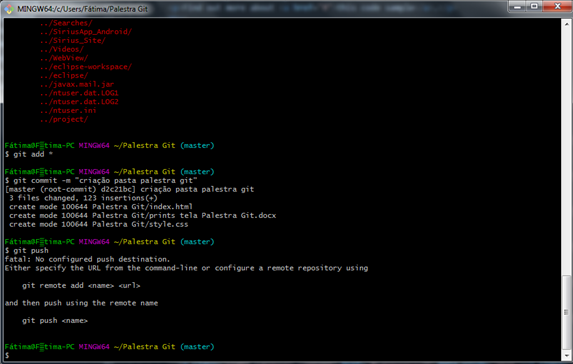 MINGW64:/c/Users/Fátima/Palestra Git
../Searches/
../SiriusApp_Android/
../Sirius_Site/
../Videos/
../WebView/
../eclipse-workspace/
../eclipse/
../javax.mail.jar
../ntuser.dat.LOG1
../ntuser.dat.LOG2
../ntuser.ini
../project/
Fátima@F▒tima-PC MINGW64 ~/Palestra Git (master)
$ git add *
Fátima@F▒tima-PC MINGW64 ~/Palestra Git (master)
$ git commit -m "criação pasta palestra git"
[master (root-commit) d2c21bc] criação pasta palestra git
3 files changed, 123 insertions(+)
create mode 100644 Palestra Git/index.html
create mode 100644 Palestra Git/prints tela Palestra Git.docx
create mode 100644 Palestra Git/style.css
Fátima@F▒tima-PC MINGW64 ~/Palestra Git (master)
$ git push
fatal: No configured push destination.
Either specify the URL from the command-line or configure a remote repository using
git remote add <name> <url>
and then push using the remote name
git push <name>
Fátima@F▒tima-PC MINGW64 ~/Palestra Git (master)
$